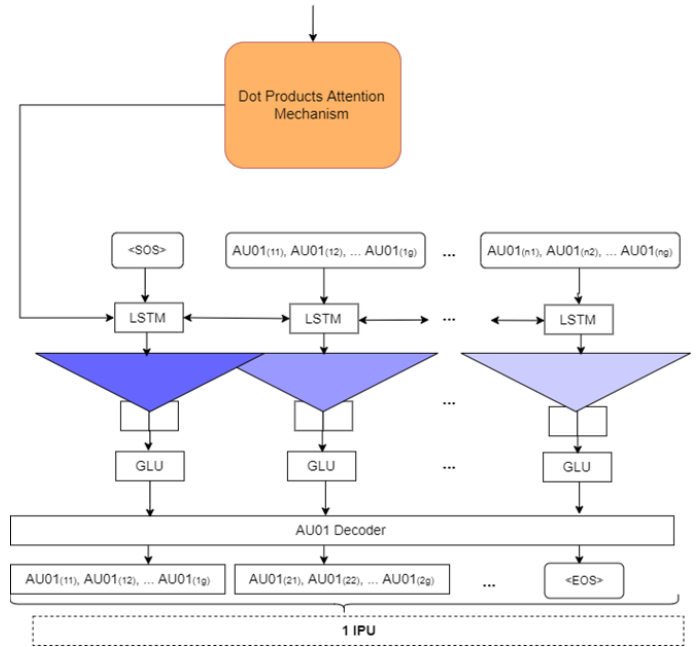 Dot Products Attention
Mechanism
<SOS> AU01(11), AU01(12), ... AU01(1g) ... AU01(n1), AU01(n2), ... AU01(ng)
LSTM LSTM ... LSTM
...
GLU GLU ... GLU
AU01 Decoder
AU01(11), AU01(12), ... AU01(1g) AU01(21), AU01(22), ... AU01(2g) ... <EOS>
1 IPU